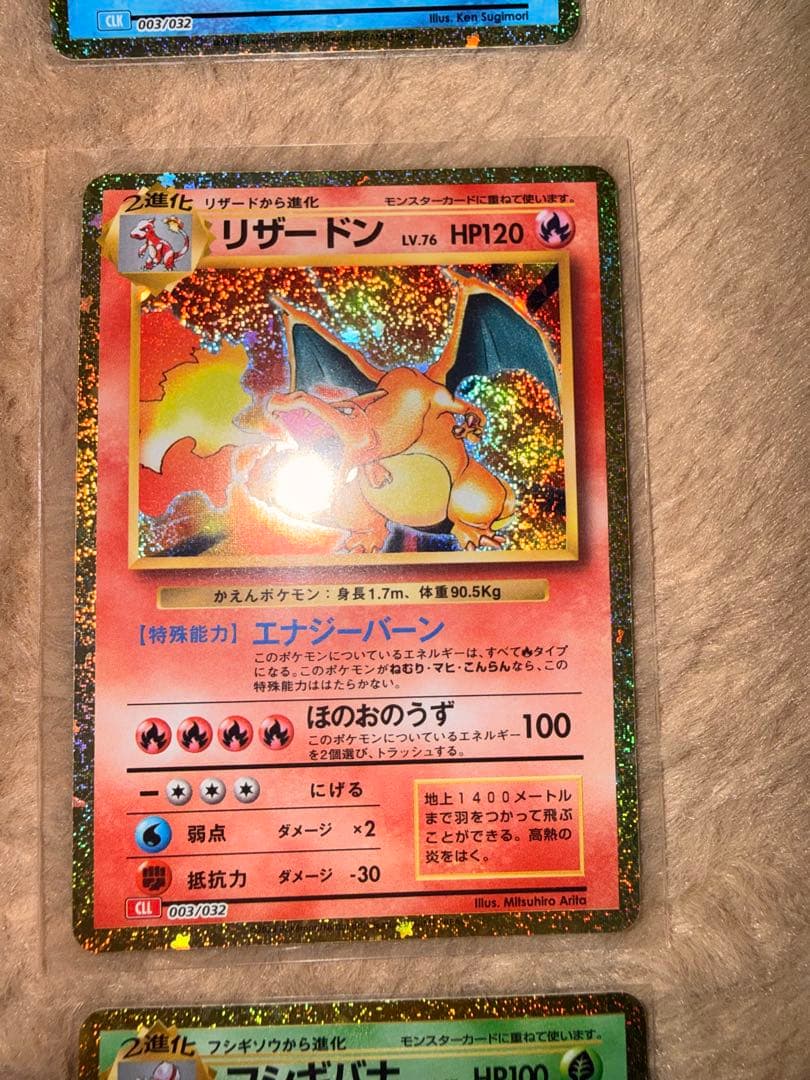 CLK 003/032
Illus. Ken Sugimori
2進化 リザードから進化 モンスターカードに重ねて使います。
リザードン LV.76 HP120
かえんポケモン：身長1.7m、体重90.5Kg
【特殊能力】エナジーバーン
このポケモンについているエネルギーは、すべて タイプ
になる。このポケモンがねむり・マヒ・こんらんなら、この
特殊能力ははたらかない。
ほのおのうず 100
このポケモンについているエネルギー
を2個選び、トラッシュする。
にげる
弱点 ダメージ ×2
抵抗力 ダメージ -30
地上1400メートル
まで羽をつかって飛ぶ
ことができる。高熱の
炎をはく。
Illus. Mitsuhiro Arita
CLL 003/032
2進化 フシギソウから進化 モンスターカードに重ねて使います。
フシギバナ HP100